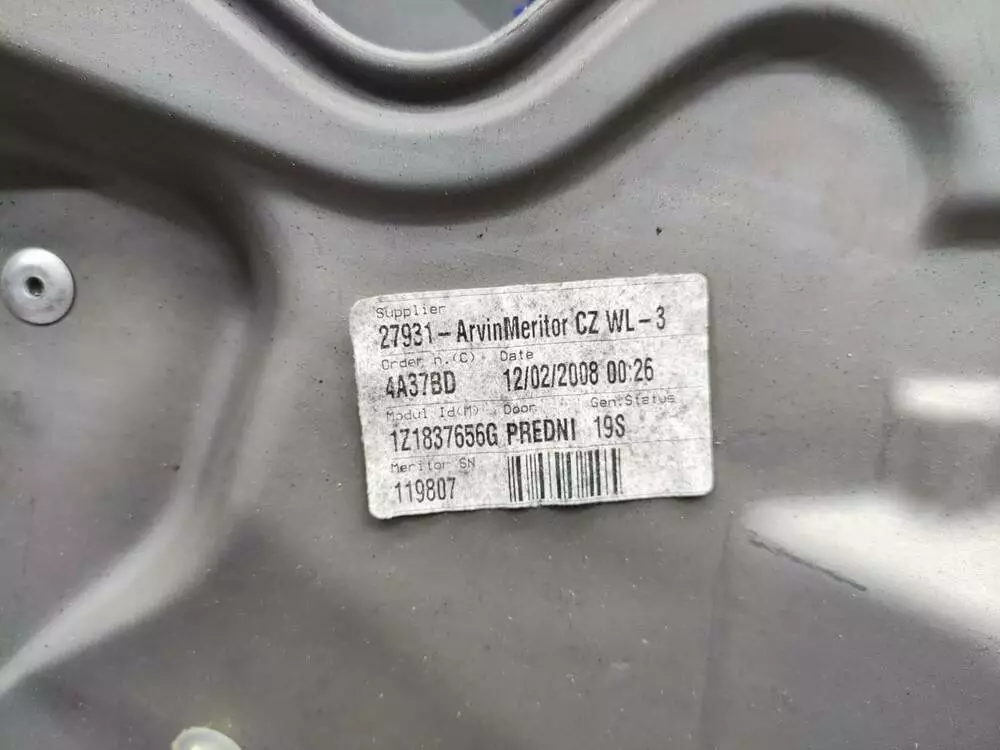 Supplier
27931-ArvinMeritor CZ WL-3
Order n.(C) Date
4A37BD 12/02/2008 00:26
Modul Id(M) Door Gen.Status
1Z1837656G PREDNI 19S
Meritor SN
119807